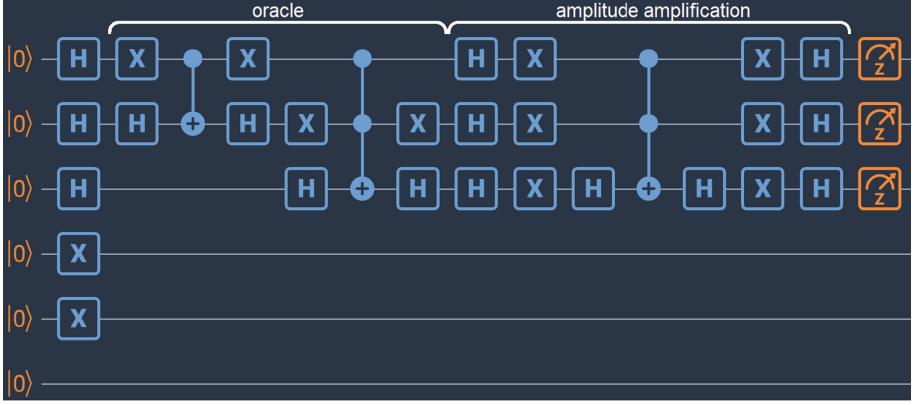 oracle amplitude amplification
|0⟩ H X X H X X H
|0⟩ H H H X X H X X H
|0⟩ H H H H X H H X H
|0⟩ X
|0⟩ X
|0⟩
Z
Z
Z